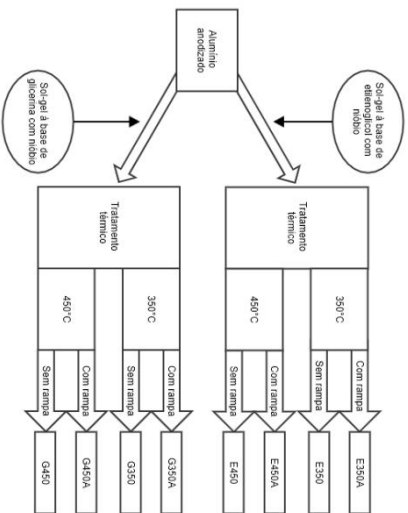 Alumínio
anodizado
Sol-gel à base de
etilenoglicol com
nióbio
Sol-gel à base de
glicerina com nióbio
Tratamento
térmico
350°C
Com rampa
E350A
Sem rampa
E350
450°C
Com rampa
E450A
Sem rampa
E450
Tratamento
térmico
350°C
Com rampa
G350A
Sem rampa
G350
450°C
Com rampa
G450A
Sem rampa
G450